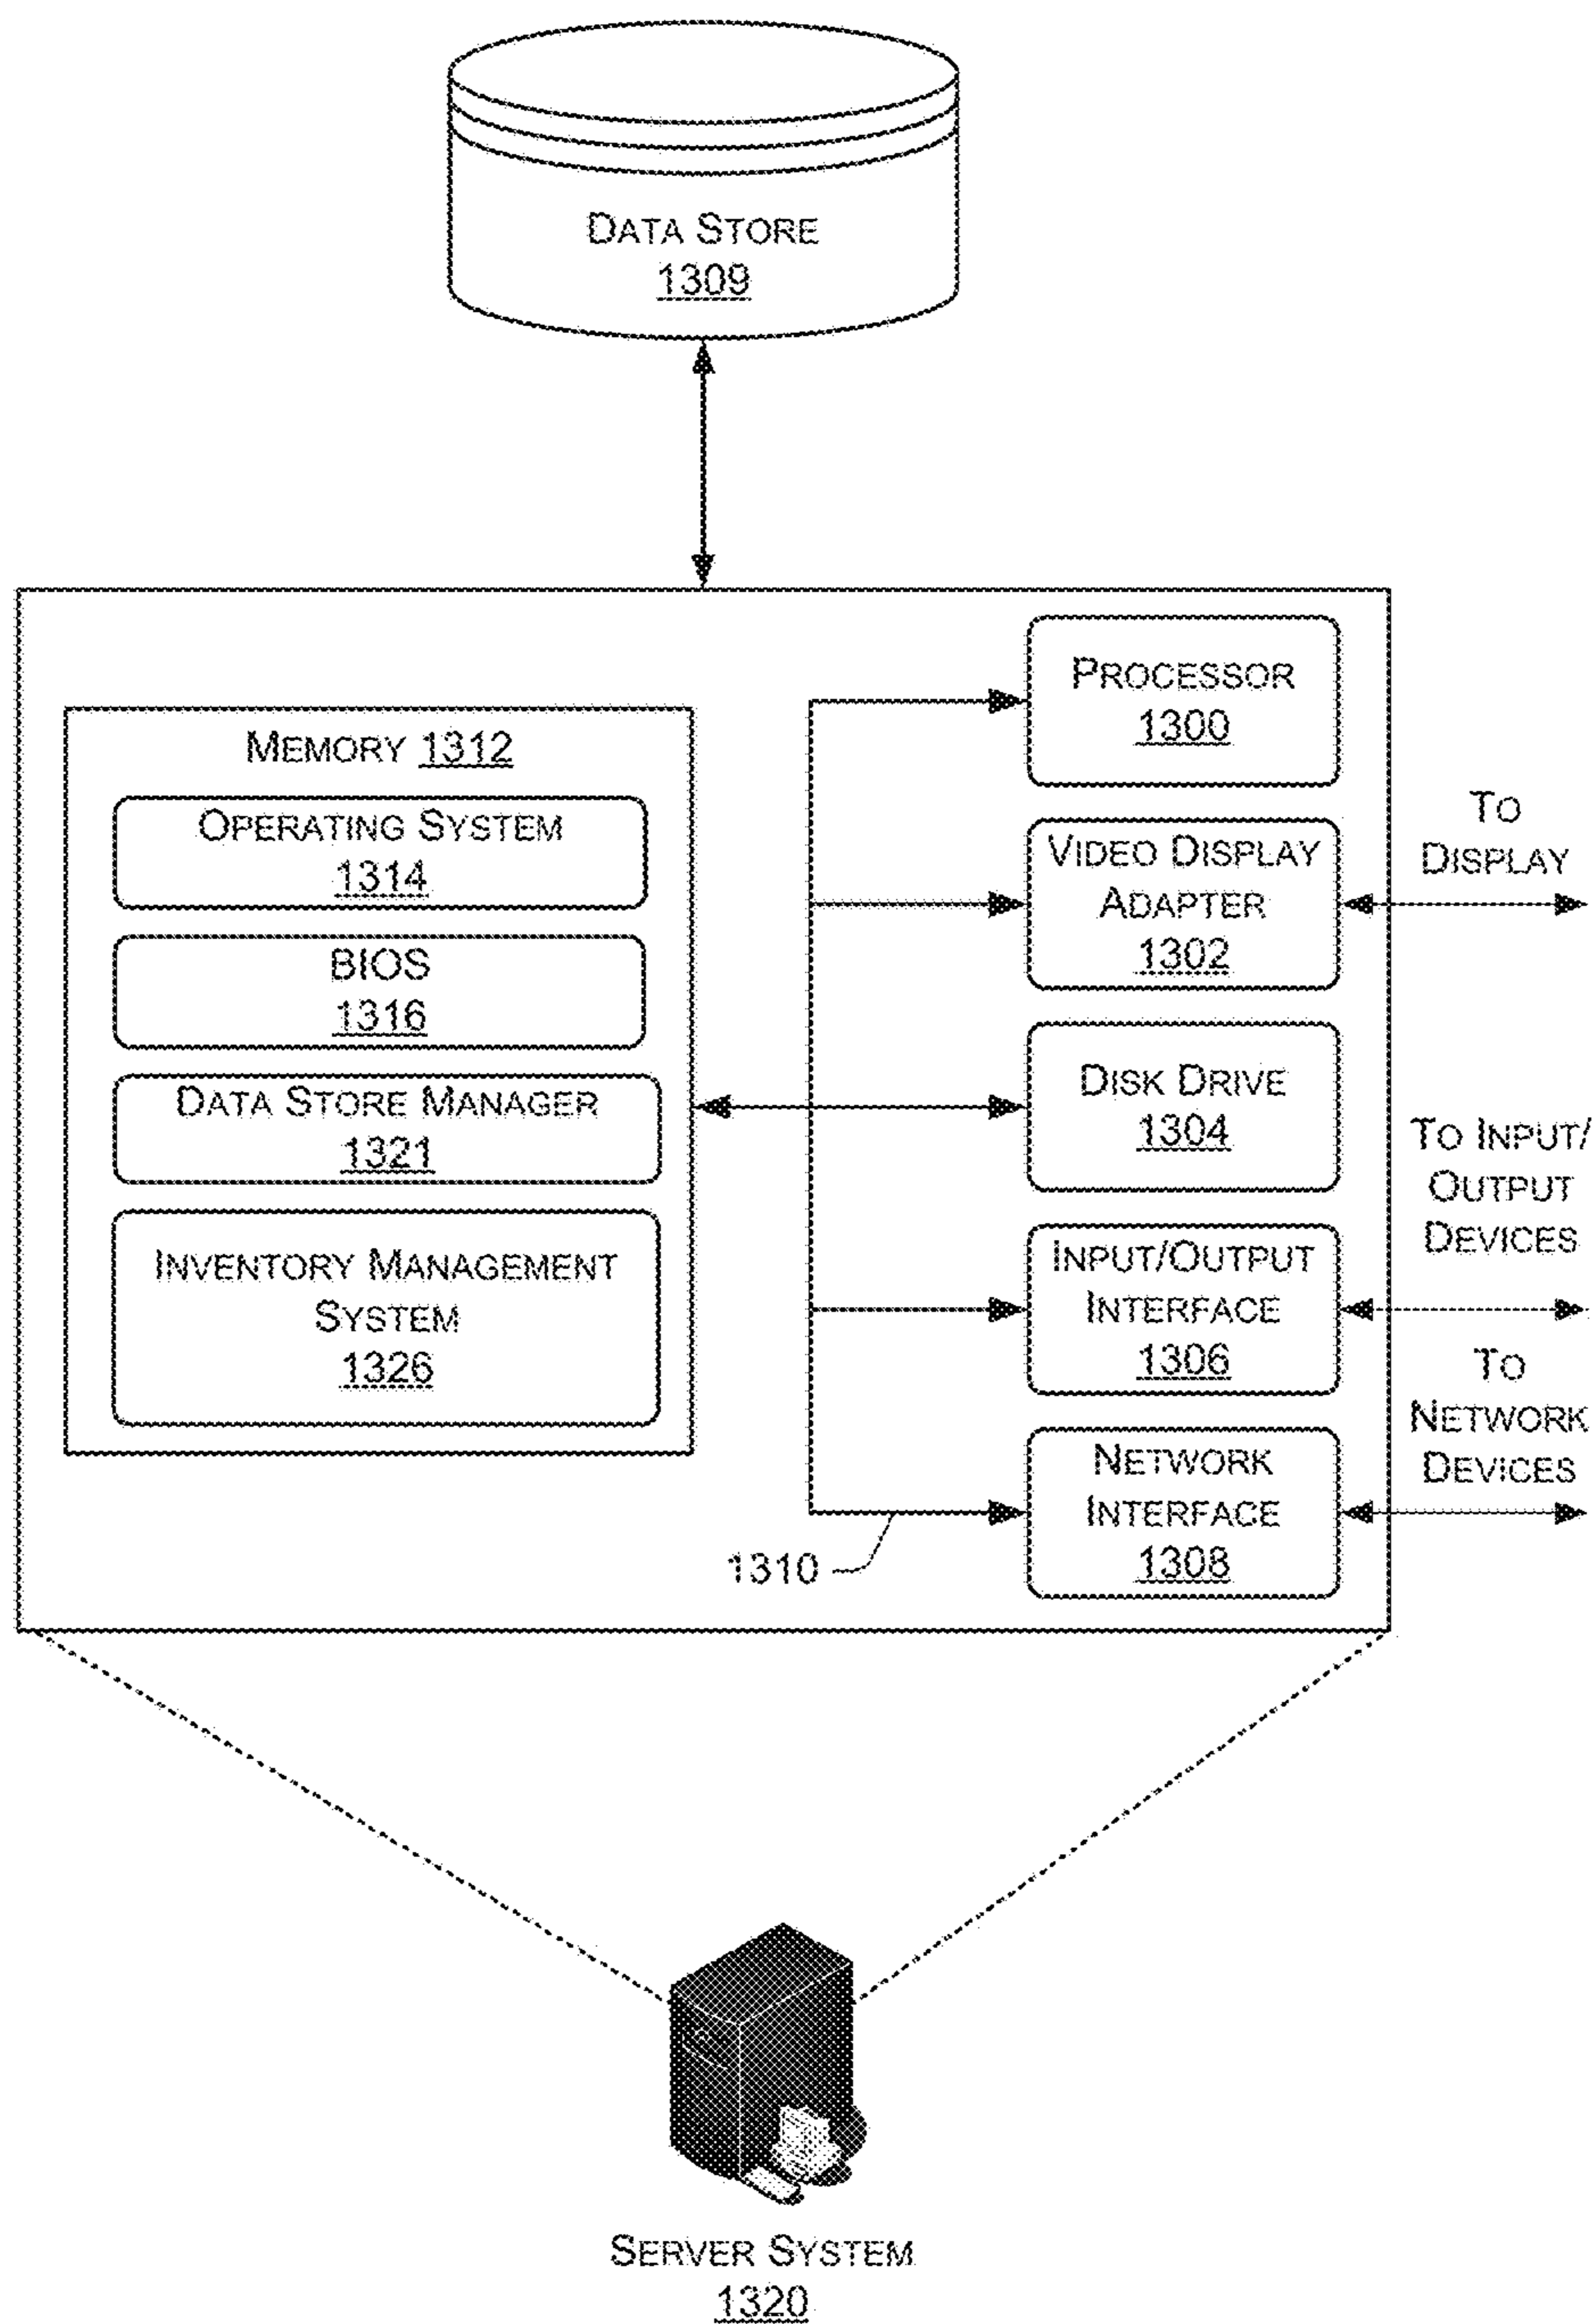 DATA STORE
1309
MEMORY 1312
OPERATING SYSTEM
1314
BIOS
1316
DATA STORE MANAGER
1321
INVENTORY MANAGEMENT
SYSTEM
1326
PROCESSOR
1300
VIDEO DISPLAY
ADAPTER
1302
DISK DRIVE
1304
INPUT/OUTPUT
INTERFACE
1306
NETWORK
INTERFACE
1308
1310
TO
DISPLAY
TO INPUT/
OUTPUT
DEVICES
TO
NETWORK
DEVICES
SERVER SYSTEM
1320